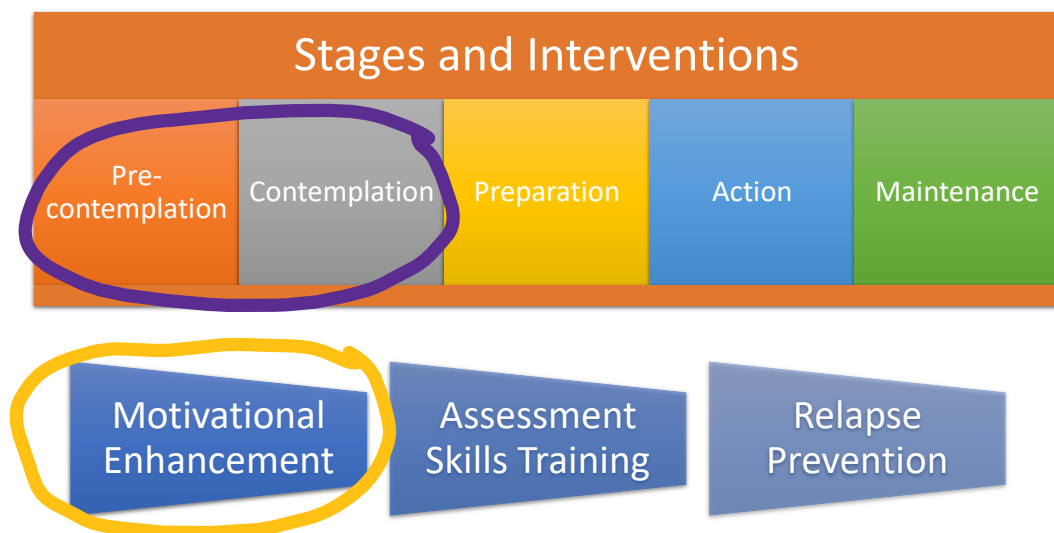 Stages and Interventions
Pre-
contemplation
Contemplation
Preparation
Action
Maintenance
Motivational
Enhancement
Assessment
Skills Training
Relapse
Prevention